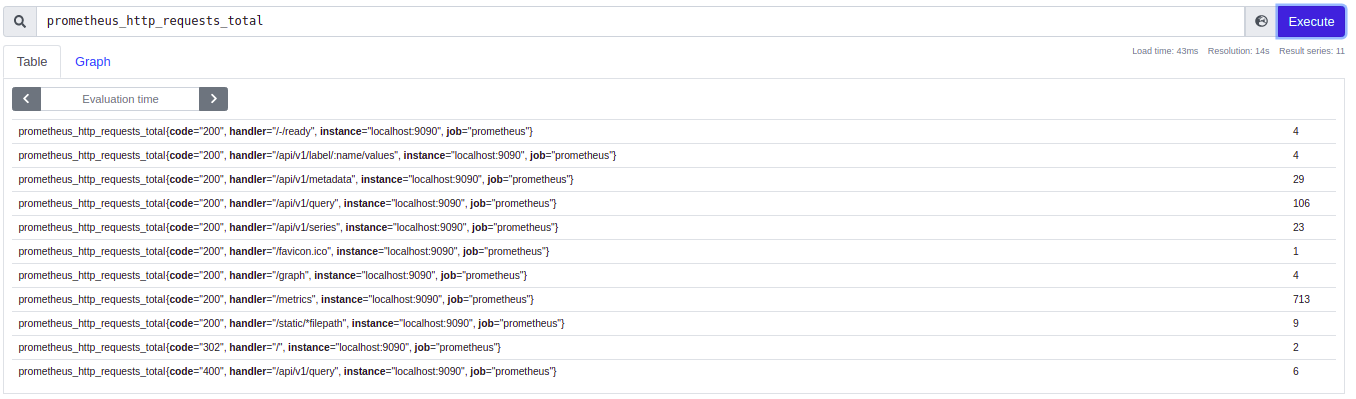 prometheus_http_requests_total Execute
Load time: 43ms Resolution: 14s Result series: 11
Table Graph
Evaluation time
prometheus_http_requests_total{code="200", handler="/-/ready", instance="localhost:9090", job="prometheus"} 4
prometheus_http_requests_total{code="200", handler="/api/v1/label/:name/values", instance="localhost:9090", job="prometheus"} 4
prometheus_http_requests_total{code="200", handler="/api/v1/metadata", instance="localhost:9090", job="prometheus"} 29
prometheus_http_requests_total{code="200", handler="/api/v1/query", instance="localhost:9090", job="prometheus"} 106
prometheus_http_requests_total{code="200", handler="/api/v1/series", instance="localhost:9090", job="prometheus"} 23
prometheus_http_requests_total{code="200", handler="/favicon.ico", instance="localhost:9090", job="prometheus"} 1
prometheus_http_requests_total{code="200", handler="/graph", instance="localhost:9090", job="prometheus"} 4
prometheus_http_requests_total{code="200", handler="/metrics", instance="localhost:9090", job="prometheus"} 713
prometheus_http_requests_total{code="200", handler="/static/*filepath", instance="localhost:9090", job="prometheus"} 9
prometheus_http_requests_total{code="302", handler="/", instance="localhost:9090", job="prometheus"} 2
prometheus_http_requests_total{code="400", handler="/api/v1/query", instance="localhost:9090", job="prometheus"} 6